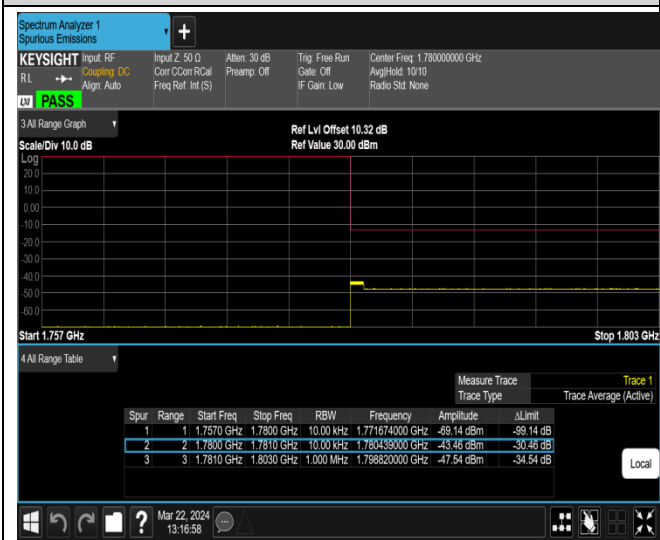 Spectrum Analyzer 1
Spurious Emissions
KEYSIGHT Input: RF Input Z: 50 Ω Atten: 30 dB Trig: Free Run Center Freq: 1.780000000 GHz
RL Coupling: DC Corr CCorr RCal Preamp: Off Gate: Off Avg|Hold: 10/10
Align: Auto Freq Ref: Int (S) IF Gain: Low Radio Std: None
LXI PASS
3 All Range Graph
Ref Lvl Offset 10.32 dB
Scale/Div 10.0 dB Ref Value 30.00 dBm
Log
20.0
10.0
0.00
-10.0
-20.0
-30.0
-40.0
-50.0
-60.0
Start 1.757 GHz Stop 1.803 GHz
4 All Range Table
Measure Trace Trace 1
Trace Type Trace Average (Active)
Spur Range Start Freq Stop Freq RBW Frequency Amplitude ΔLimit
1 1 1.7570 GHz 1.7800 GHz 10.00 kHz 1.771674000 GHz -69.14 dBm -99.14 dB
2 2 1.7800 GHz 1.7810 GHz 10.00 kHz 1.780439000 GHz -43.46 dBm -30.46 dB
3 3 1.7810 GHz 1.8030 GHz 1.000 MHz 1.798820000 GHz -47.54 dBm -34.54 dB
Local
Mar 22, 2024
13:16:58